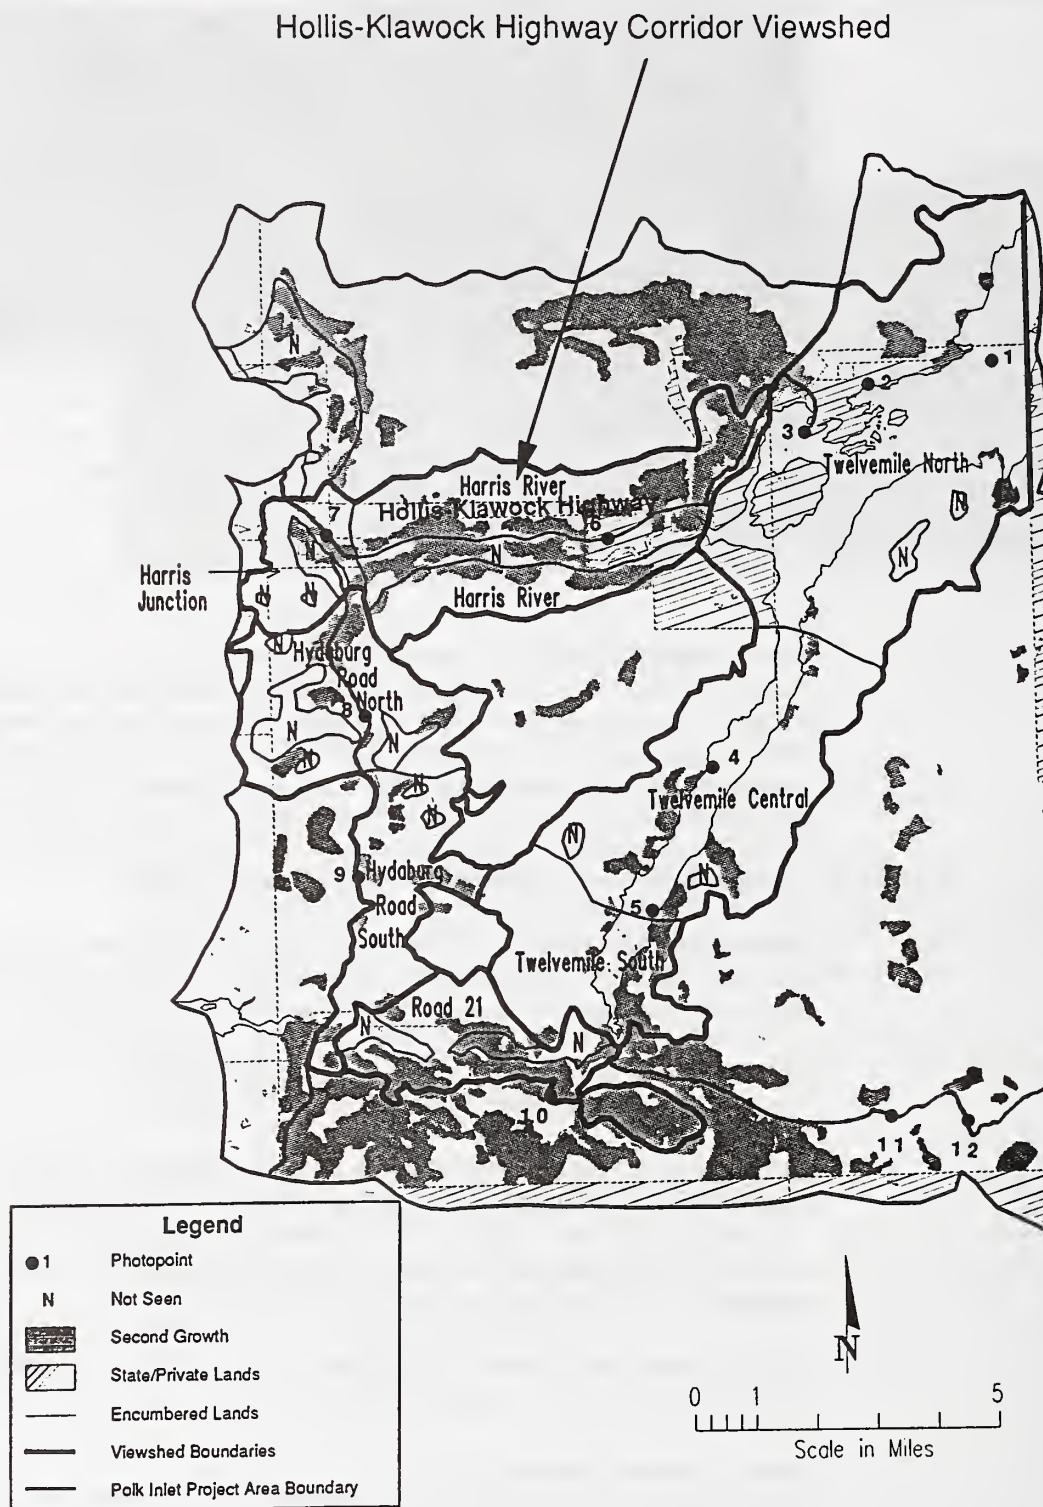 Hollis-Klawock Highway Corridor Viewshed
N
1
2
3
Twelvemile North
N
Harris River
7
Hollis-Klawock Highway
6
N
N
N
Harris
Junction
Harris River
N
N
N
Hydaburg
Road
8 North
N
N
N
4
Twelvemile Central
N
N
N
N
9 Hydaburg
Road
South
5
Twelvemile South
Road 21
N
N
10
11
12
Legend
1 Photopoint
N Not Seen
Second Growth
State/Private Lands
Encumbered Lands
Viewshed Boundaries
Polk Inlet Project Area Boundary
N
0 1 5
Scale in Miles